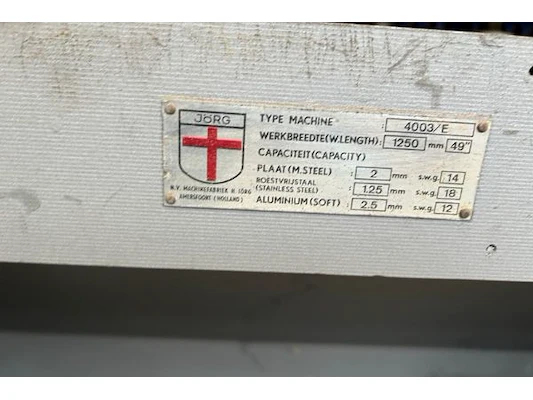 JÖRG
N.V. MACHINEFABRIEK H. JÖRG
AMERSFOORT (HOLLAND)
TYPE MACHINE : 4003/E
WERKBREEDTE(W.LENGTH): 1250 mm 49"
CAPACITEIT(CAPACITY)
PLAAT(M.STEEL) : 2 mm s.w.g. 14
ROESTVRIJSTAAL
(STAINLESS STEEL) : 1.25 mm s.w.g. 18
ALUMINIUM(SOFT) : 2.5 mm s.w.g. 12